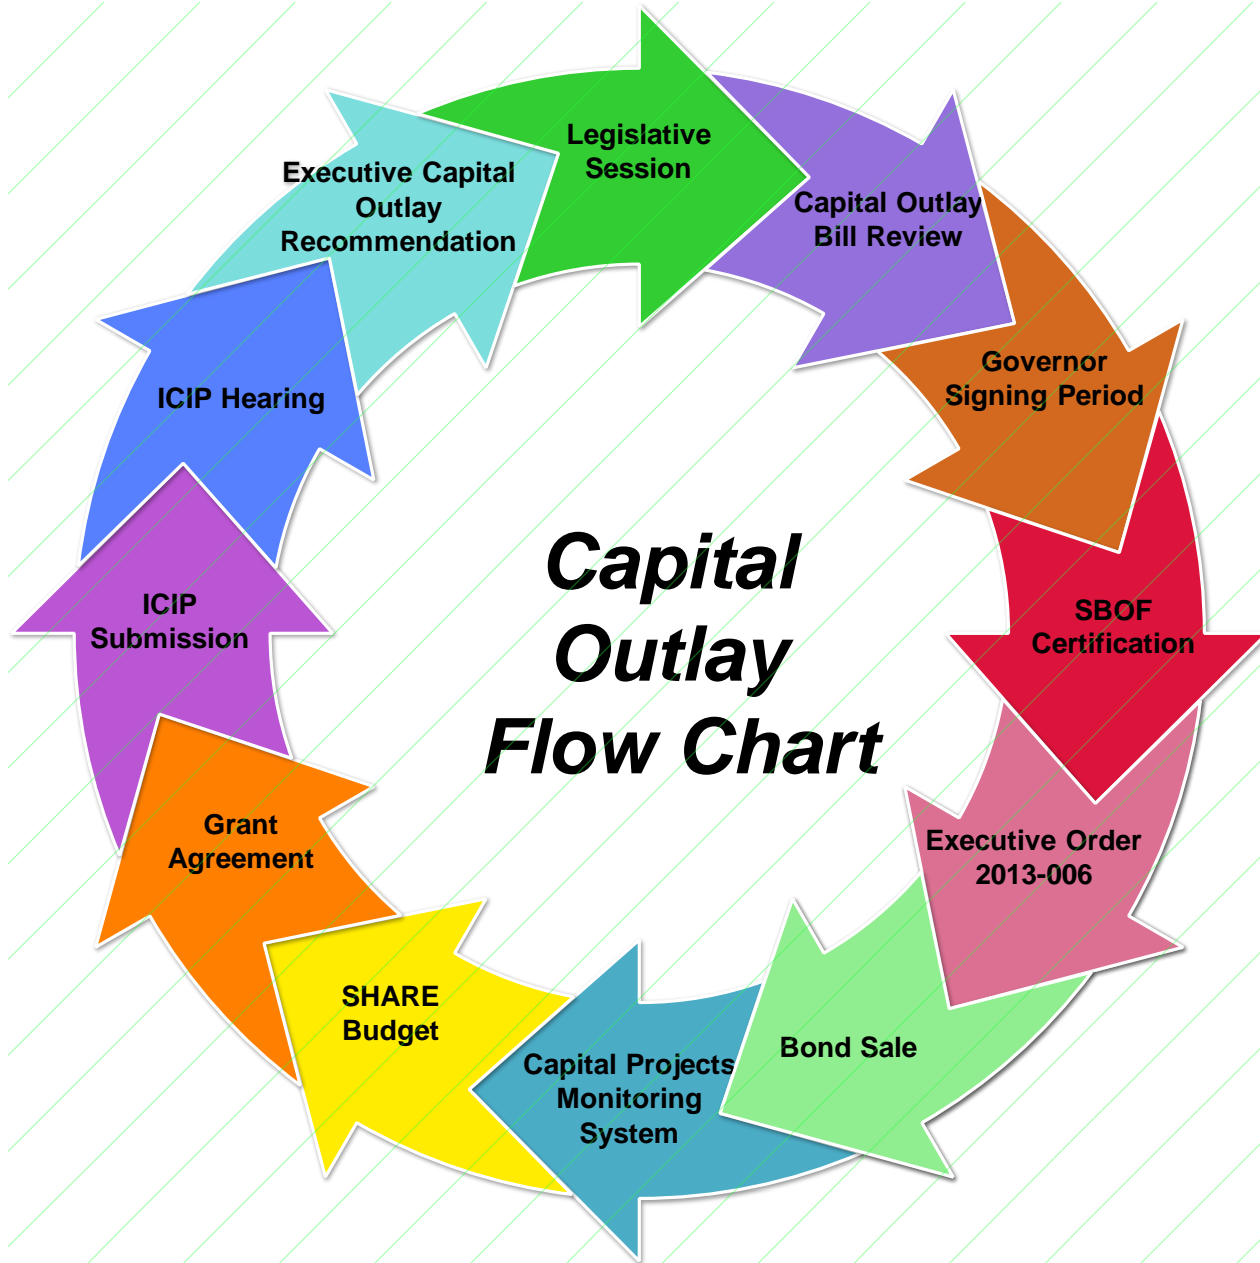 Legislative
Session
Capital Outlay
Bill Review
Governor
Signing Period
SBOF
Certification
Executive Order
2013-006
Bond Sale
Capital Projects
Monitoring
System
SHARE
Budget
Grant
Agreement
ICIP
Submission
ICIP Hearing
Executive Capital
Outlay
Recommendation
Capital
Outlay
Flow Chart